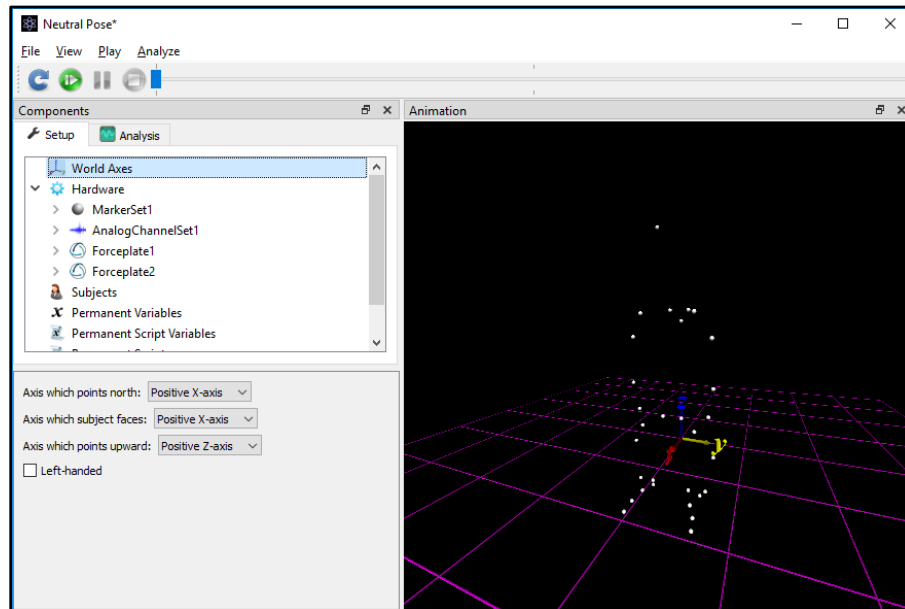 Neutral Pose*
File View Play Analyze
Components
Animation
Setup Analysis
World Axes
Hardware
MarkerSet1
AnalogChannelSet1
Forceplate1
Forceplate2
Subjects
Permanent Variables
Permanent Script Variables
Axis which points north: Positive X-axis
Axis which subject faces: Positive X-axis
Axis which points upward: Positive Z-axis
Left-handed
y